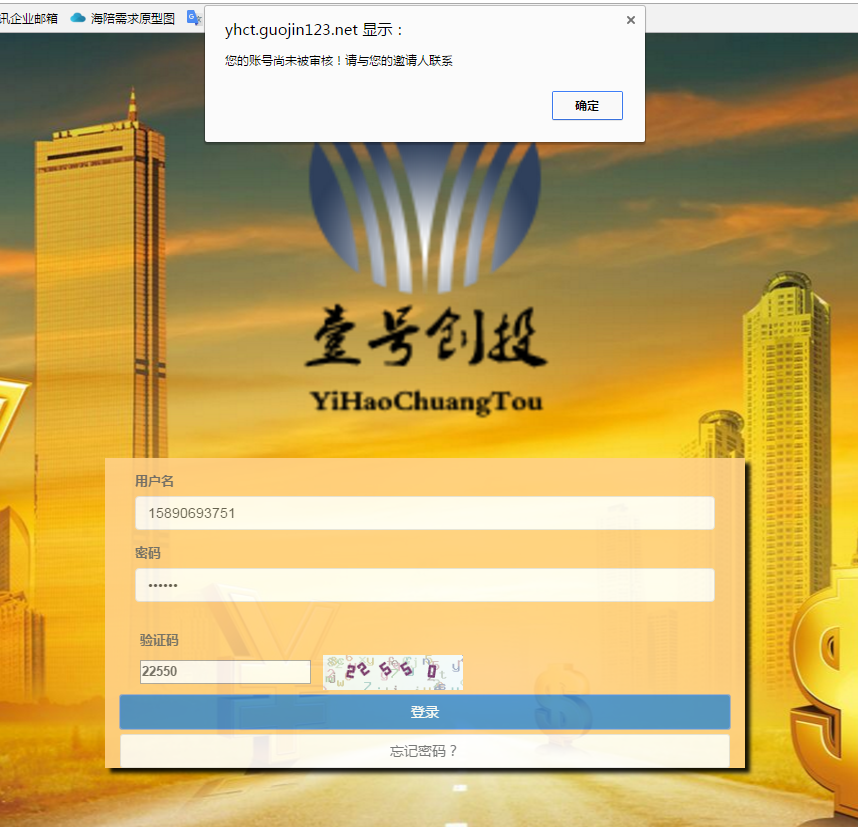 讯企业邮箱 海陪需求原型图
yhct.guojin123.net 显示：
您的账号尚未被审核！请与您的邀请人联系
确定
壹号创投
YiHaoChuangTou
用户名
15890693751
密码
••••••
验证码
22550
22550
登录
忘记密码？